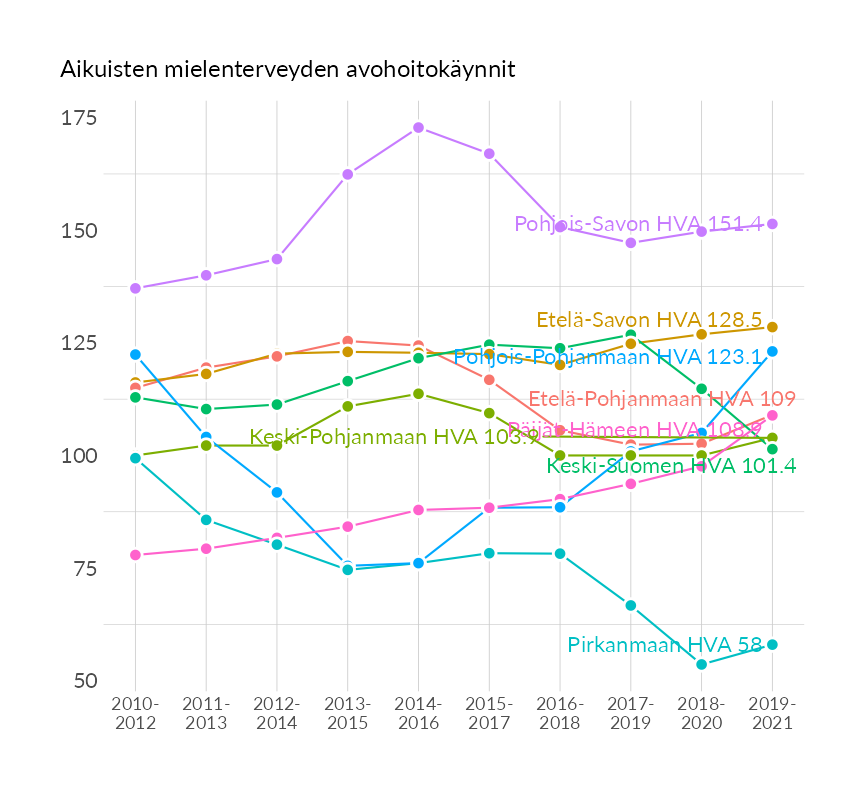 Aikuisten mielenterveyden avohoitokäynnit
175
150
125
100
75
50
Pohjois-Savon HVA 151.4
Etelä-Savon HVA 128.5
Pohjois-Pohjanmaan HVA 123.1
Etelä-Pohjanmaan HVA 109
Päijät-Hämeen HVA 108.9
Keski-Pohjanmaan HVA 103.9
Keski-Suomen HVA 101.4
Pirkanmaan HVA 58
2010- 2011- 2012- 2013- 2014- 2015- 2016- 2017- 2018- 2019-
2012 2013 2014 2015 2016 2017 2018 2019 2020 2021